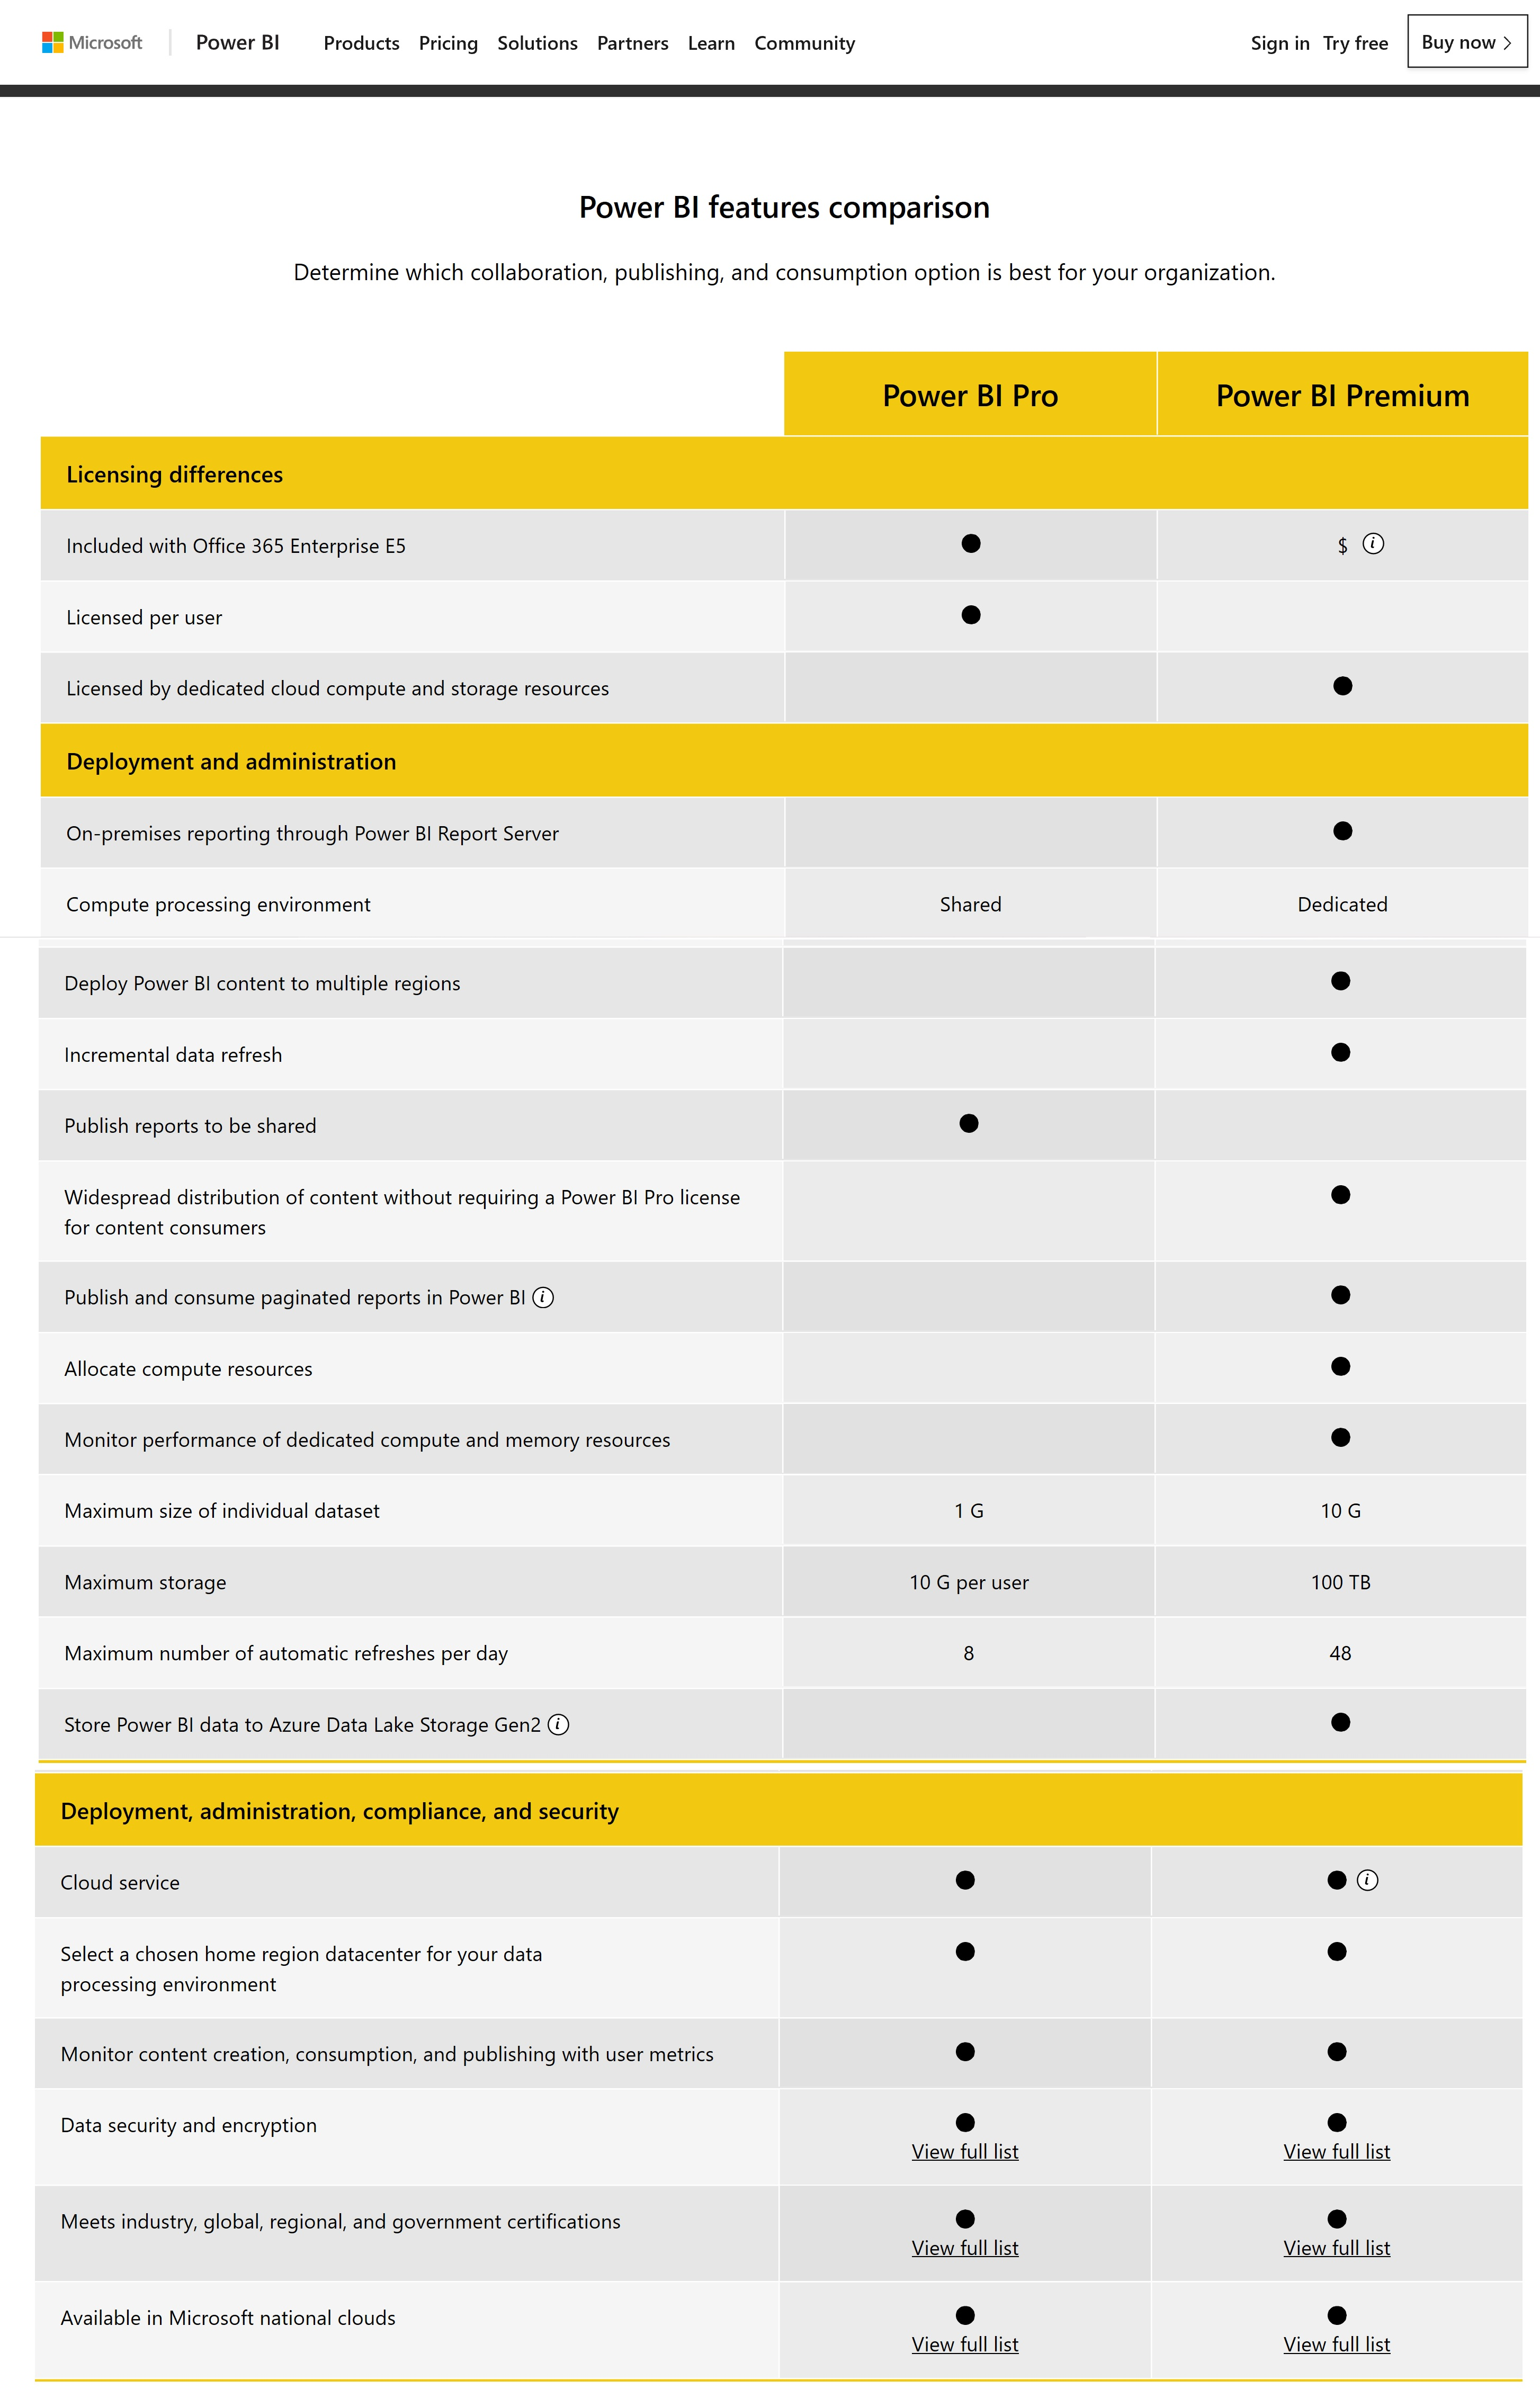 Microsoft Power BI Products Pricing Solutions Partners Learn Community Sign in Try free Buy now
Power BI features comparison
Determine which collaboration, publishing, and consumption option is best for your organization.
Power BI Pro Power BI Premium
Licensing differences
Included with Office 365 Enterprise E5 ● $ i
Licensed per user ●
Licensed by dedicated cloud compute and storage resources ●
Deployment and administration
On-premises reporting through Power BI Report Server ●
Compute processing environment Shared Dedicated
Deploy Power BI content to multiple regions ●
Incremental data refresh ●
Publish reports to be shared ●
Widespread distribution of content without requiring a Power BI Pro license ●
for content consumers
Publish and consume paginated reports in Power BI i ●
Allocate compute resources ●
Monitor performance of dedicated compute and memory resources ●
Maximum size of individual dataset 1 G 10 G
Maximum storage 10 G per user 100 TB
Maximum number of automatic refreshes per day 8 48
Store Power BI data to Azure Data Lake Storage Gen2 i ●
Deployment, administration, compliance, and security
Cloud service ● ● i
Select a chosen home region datacenter for your data ● ●
processing environment
Monitor content creation, consumption, and publishing with user metrics ● ●
Data security and encryption ● ●
View full list View full list
Meets industry, global, regional, and government certifications ● ●
View full list View full list
Available in Microsoft national clouds ● ●
View full list View full list